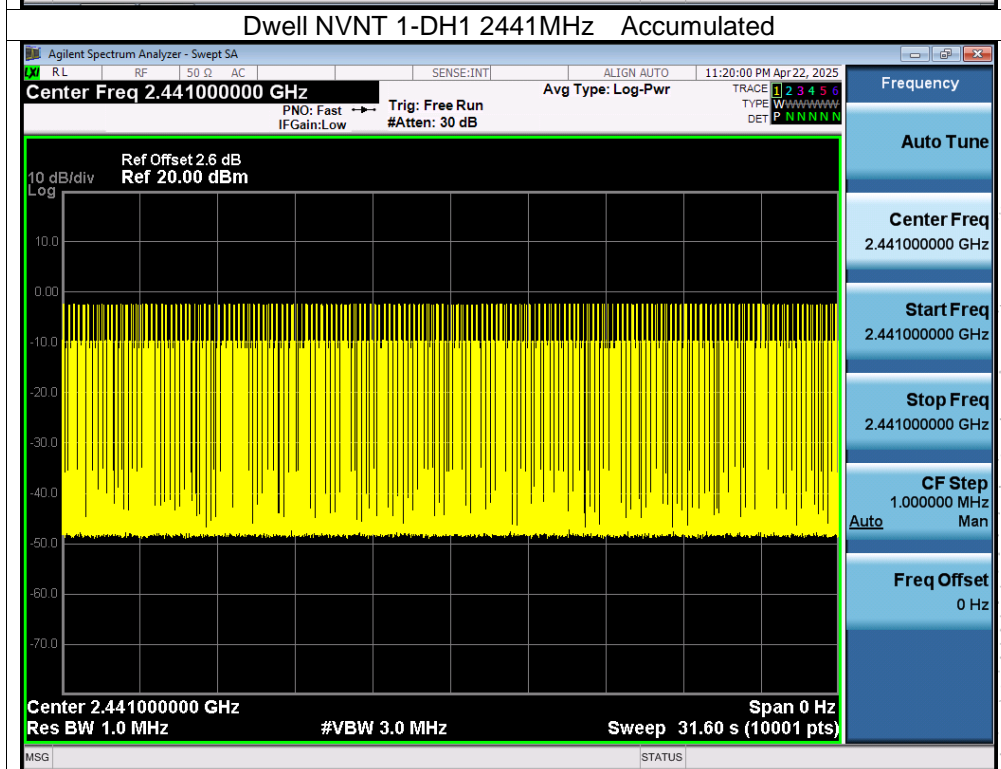 Dwell NVNT 1-DH1 2441MHz    Accumulated
Agilent Spectrum Analyzer - Swept SA
LXI RL RF 50 Ω AC SENSE:INT ALIGN AUTO 11:20:00 PM Apr 22, 2025
Center Freq 2.441000000 GHz
PNO: Fast
IFGain:Low
Trig: Free Run
#Atten: 30 dB
Avg Type: Log-Pwr
TRACE 1 2 3 4 5 6
TYPE WWWWWW
DET P N N N N N
Ref Offset 2.6 dB
10 dB/div Ref 20.00 dBm
Log
10.0
0.00
-10.0
-20.0
-30.0
-40.0
-50.0
-60.0
-70.0
Center 2.441000000 GHz Span 0 Hz
Res BW 1.0 MHz #VBW 3.0 MHz Sweep 31.60 s (10001 pts)
MSG STATUS
Frequency
Auto Tune
Center Freq
2.441000000 GHz
Start Freq
2.441000000 GHz
Stop Freq
2.441000000 GHz
CF Step
1.000000 MHz
Auto Man
Freq Offset
0 Hz